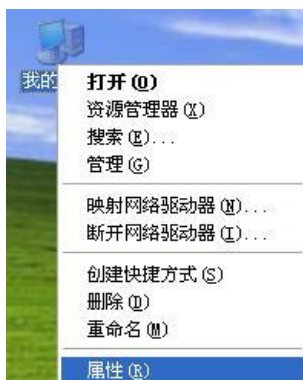 我的
打开(O)
资源管理器(X)
搜索(E)...
管理(G)
映射网络驱动器(N)...
断开网络驱动器(I)...
创建快捷方式(S)
删除(D)
重命名(M)
属性(R)